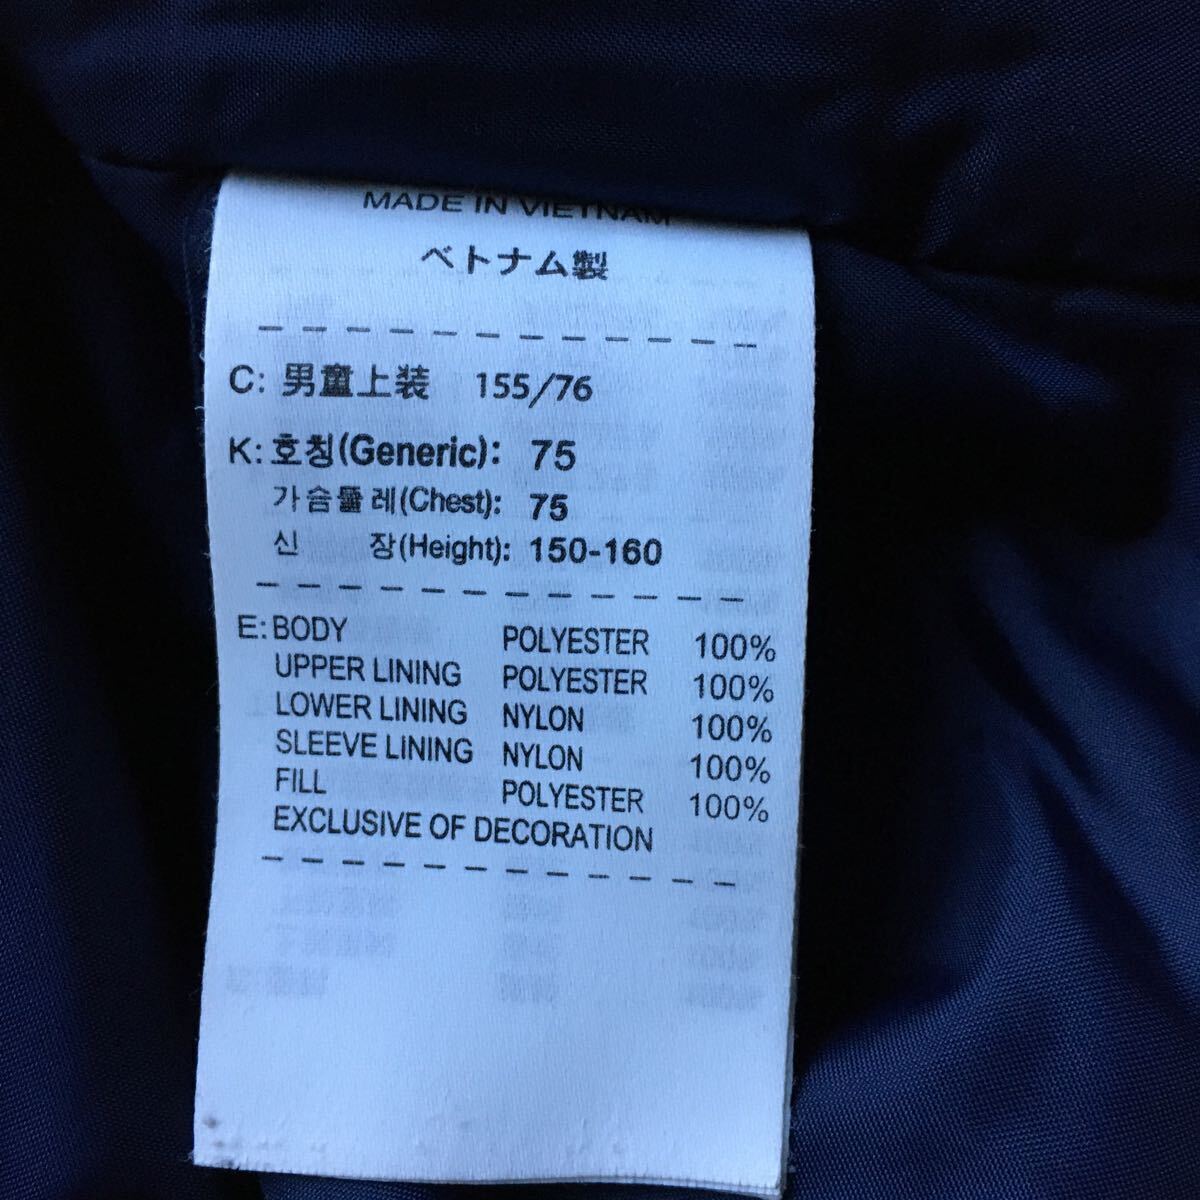 MADE IN VIETNAM
ベトナム製
C: 男童上装 155/76
K: 호칭(Generic): 75
가슴둘레(Chest): 75
신 장(Height): 150-160
E: BODY POLYESTER 100%
UPPER LINING POLYESTER 100%
LOWER LINING NYLON 100%
SLEEVE LINING NYLON 100%
FILL POLYESTER 100%
EXCLUSIVE OF DECORATION